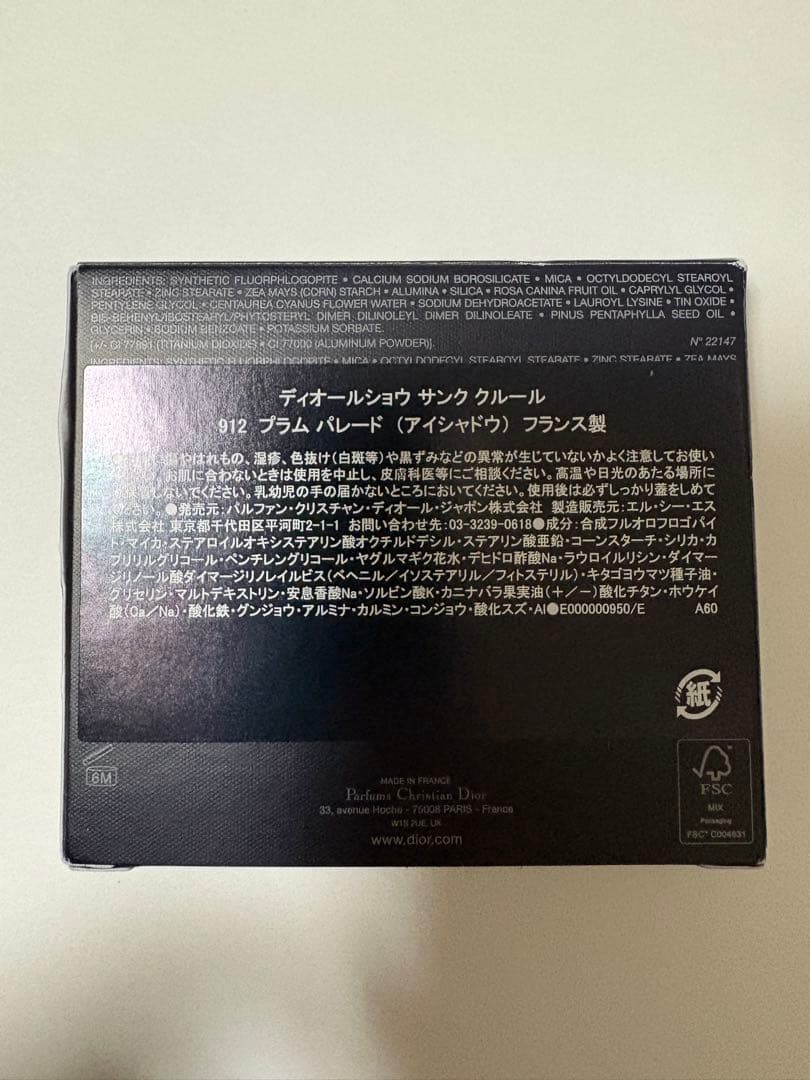 INGREDIENTS: SYNTHETIC FLUORPHLOGOPITE • CALCIUM SODIUM BOROSILICATE • MICA • OCTYLDODECYL STEAROYL
STEARATE • ZINC STEARATE • ZEA MAYS (CORN) STARCH • ALUMINA • SILICA • ROSA CANINA FRUIT OIL • CAPRYLYL GLYCOL •
PENTYLENE GLYCOL • CENTAUREA CYANUS FLOWER WATER • SODIUM DEHYDROACETATE • LAUROYL LYSINE • TIN OXIDE •
BIS-BEHENYL/ISOSTEARYL/PHYTOSTERYL DIMER DILINOLEYL DIMER DILINOLEATE • PINUS PENTAPHYLLA SEED OIL •
GLYCERIN • SODIUM BENZOATE • POTASSIUM SORBATE.
[+/- CI 77891 (TITANIUM DIOXIDE) • CI 77000 (ALUMINUM POWDER)]. N° 22147
INGREDIENTS: SYNTHETIC FLUORPHLOGOPITE • MICA • OCTYLDODECYL STEAROYL STEARATE • ZINC STEARATE • ZEA MAYS
ディオールショウ サンク クルール
912 プラム パレード (アイシャドウ) フランス製
やはれもの、湿疹、色抜け(白斑等)や黒ずみなどの異常が生じていないかよく注意してお使い
お肌に合わないときは使用を中止し、皮膚科医等にご相談ください。高温や日光のあたる場所に
しないでください。乳幼児の手の届かないところにおいてください。使用後は必ずしっかり蓋をしめて
ください。●発売元:パルファン・クリスチャン・ディオール・ジャポン株式会社 製造販売元:エル・シー・エス
株式会社 東京都千代田区平河町2-1-1 お問い合わせ先:03-3239-0618●成分:合成フルオロフロゴパイ
ト・マイカ・ステアロイルオキシステアリン酸オクチルドデシル・ステアリン酸亜鉛・コーンスターチ・シリカ・カ
プリリルグリコール・ペンチレングリコール・ヤグルマギク花水・デヒドロ酢酸Na・ラウロイルリシン・ダイマー
ジリノール酸ダイマージリノレイルビス(ベヘニル/イソステアリル/フィトステリル)・キタゴヨウマツ種子油・
グリセリン・マルトデキストリン・安息香酸Na・ソルビン酸K・カニナバラ果実油(+/-)酸化チタン・ホウケイ
酸(Ca/Na)・酸化鉄・グンジョウ・アルミナ・カルミン・コンジョウ・酸化スズ・Al●E000000950/E A60
紙
6M
MADE IN FRANCE
Parfums Christian Dior
33, avenue Hoche - 75008 PARIS - France
W1S 2UE, UK
www.dior.com
FSC
MIX
Packaging
FSC® C004631